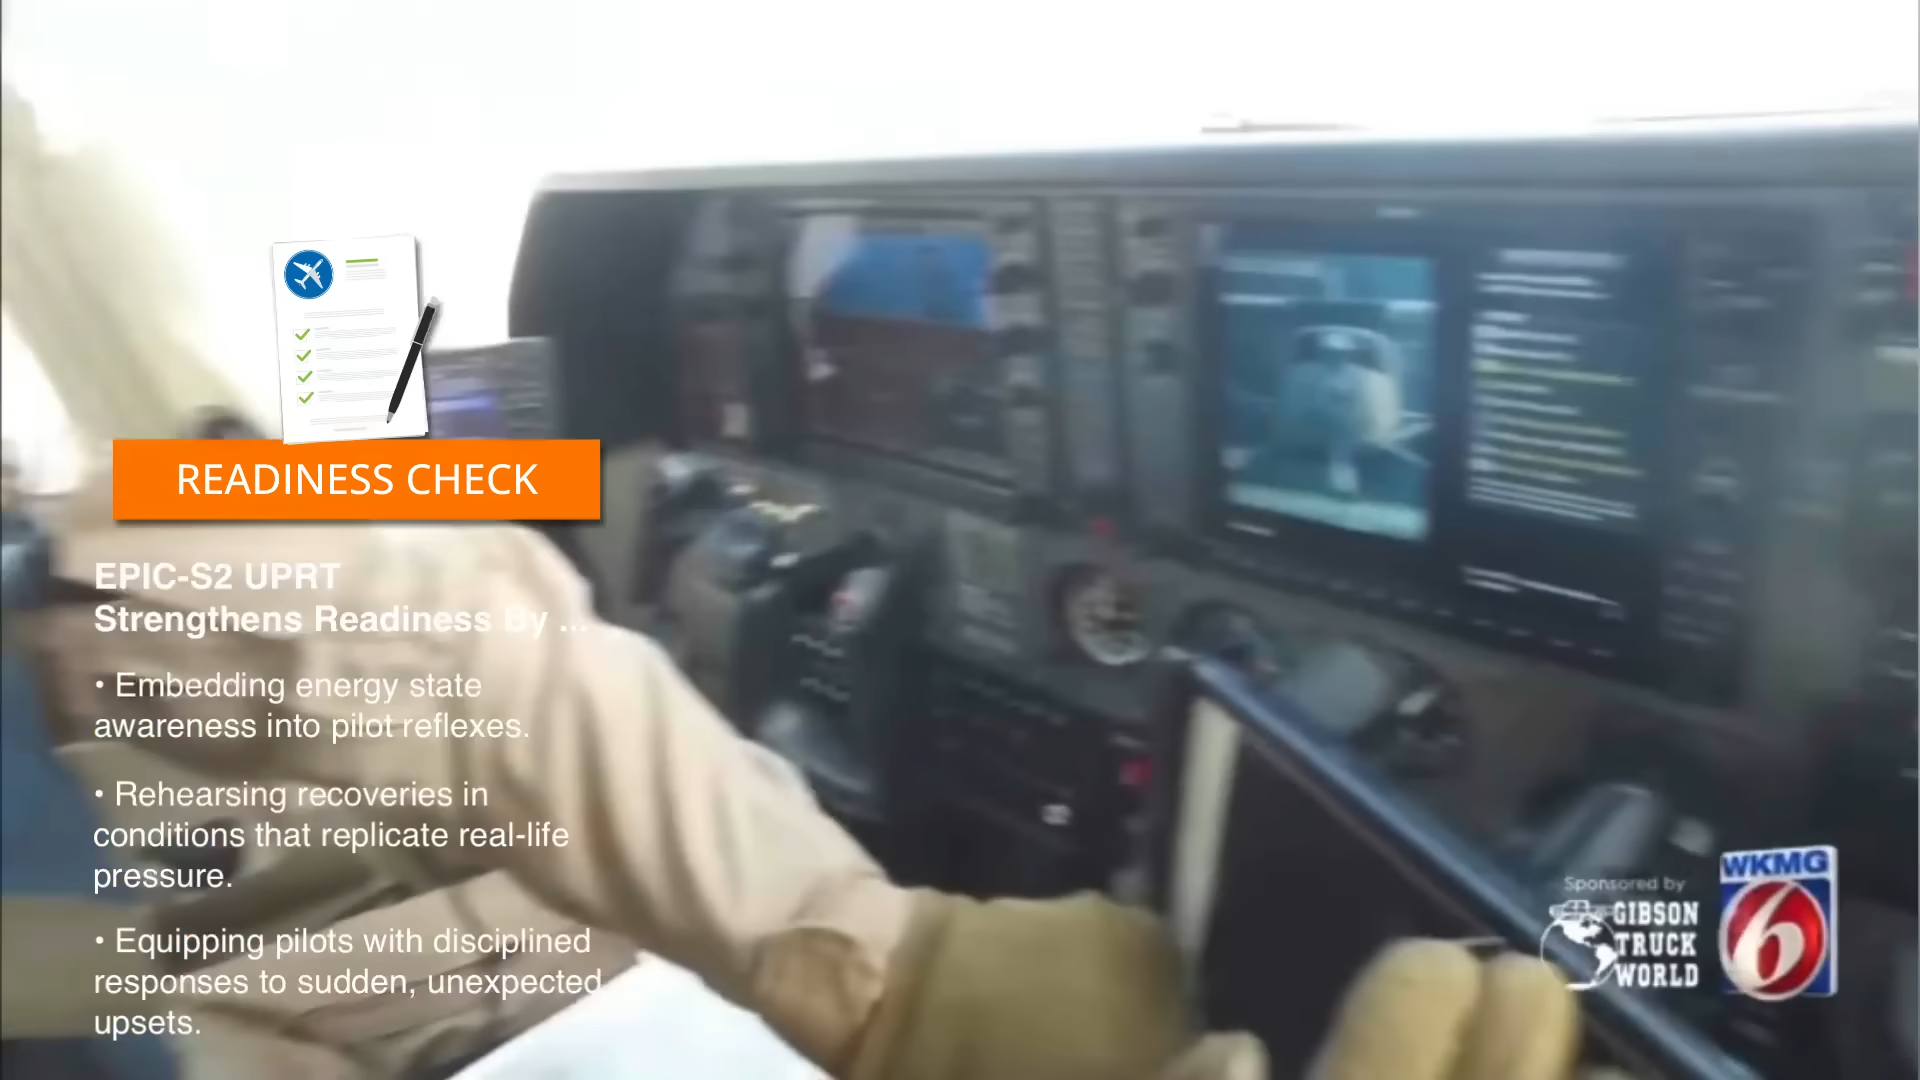 READINESS CHECK
EPIC-S2 UPRT
Strengthens Readiness By ...
• Embedding energy state
awareness into pilot reflexes.
• Rehearsing recoveries in
conditions that replicate real-life
pressure.
• Equipping pilots with disciplined
responses to sudden, unexpected
upsets.
Sponsored by
GIBSON
TRUCK
WORLD
WKMG
6